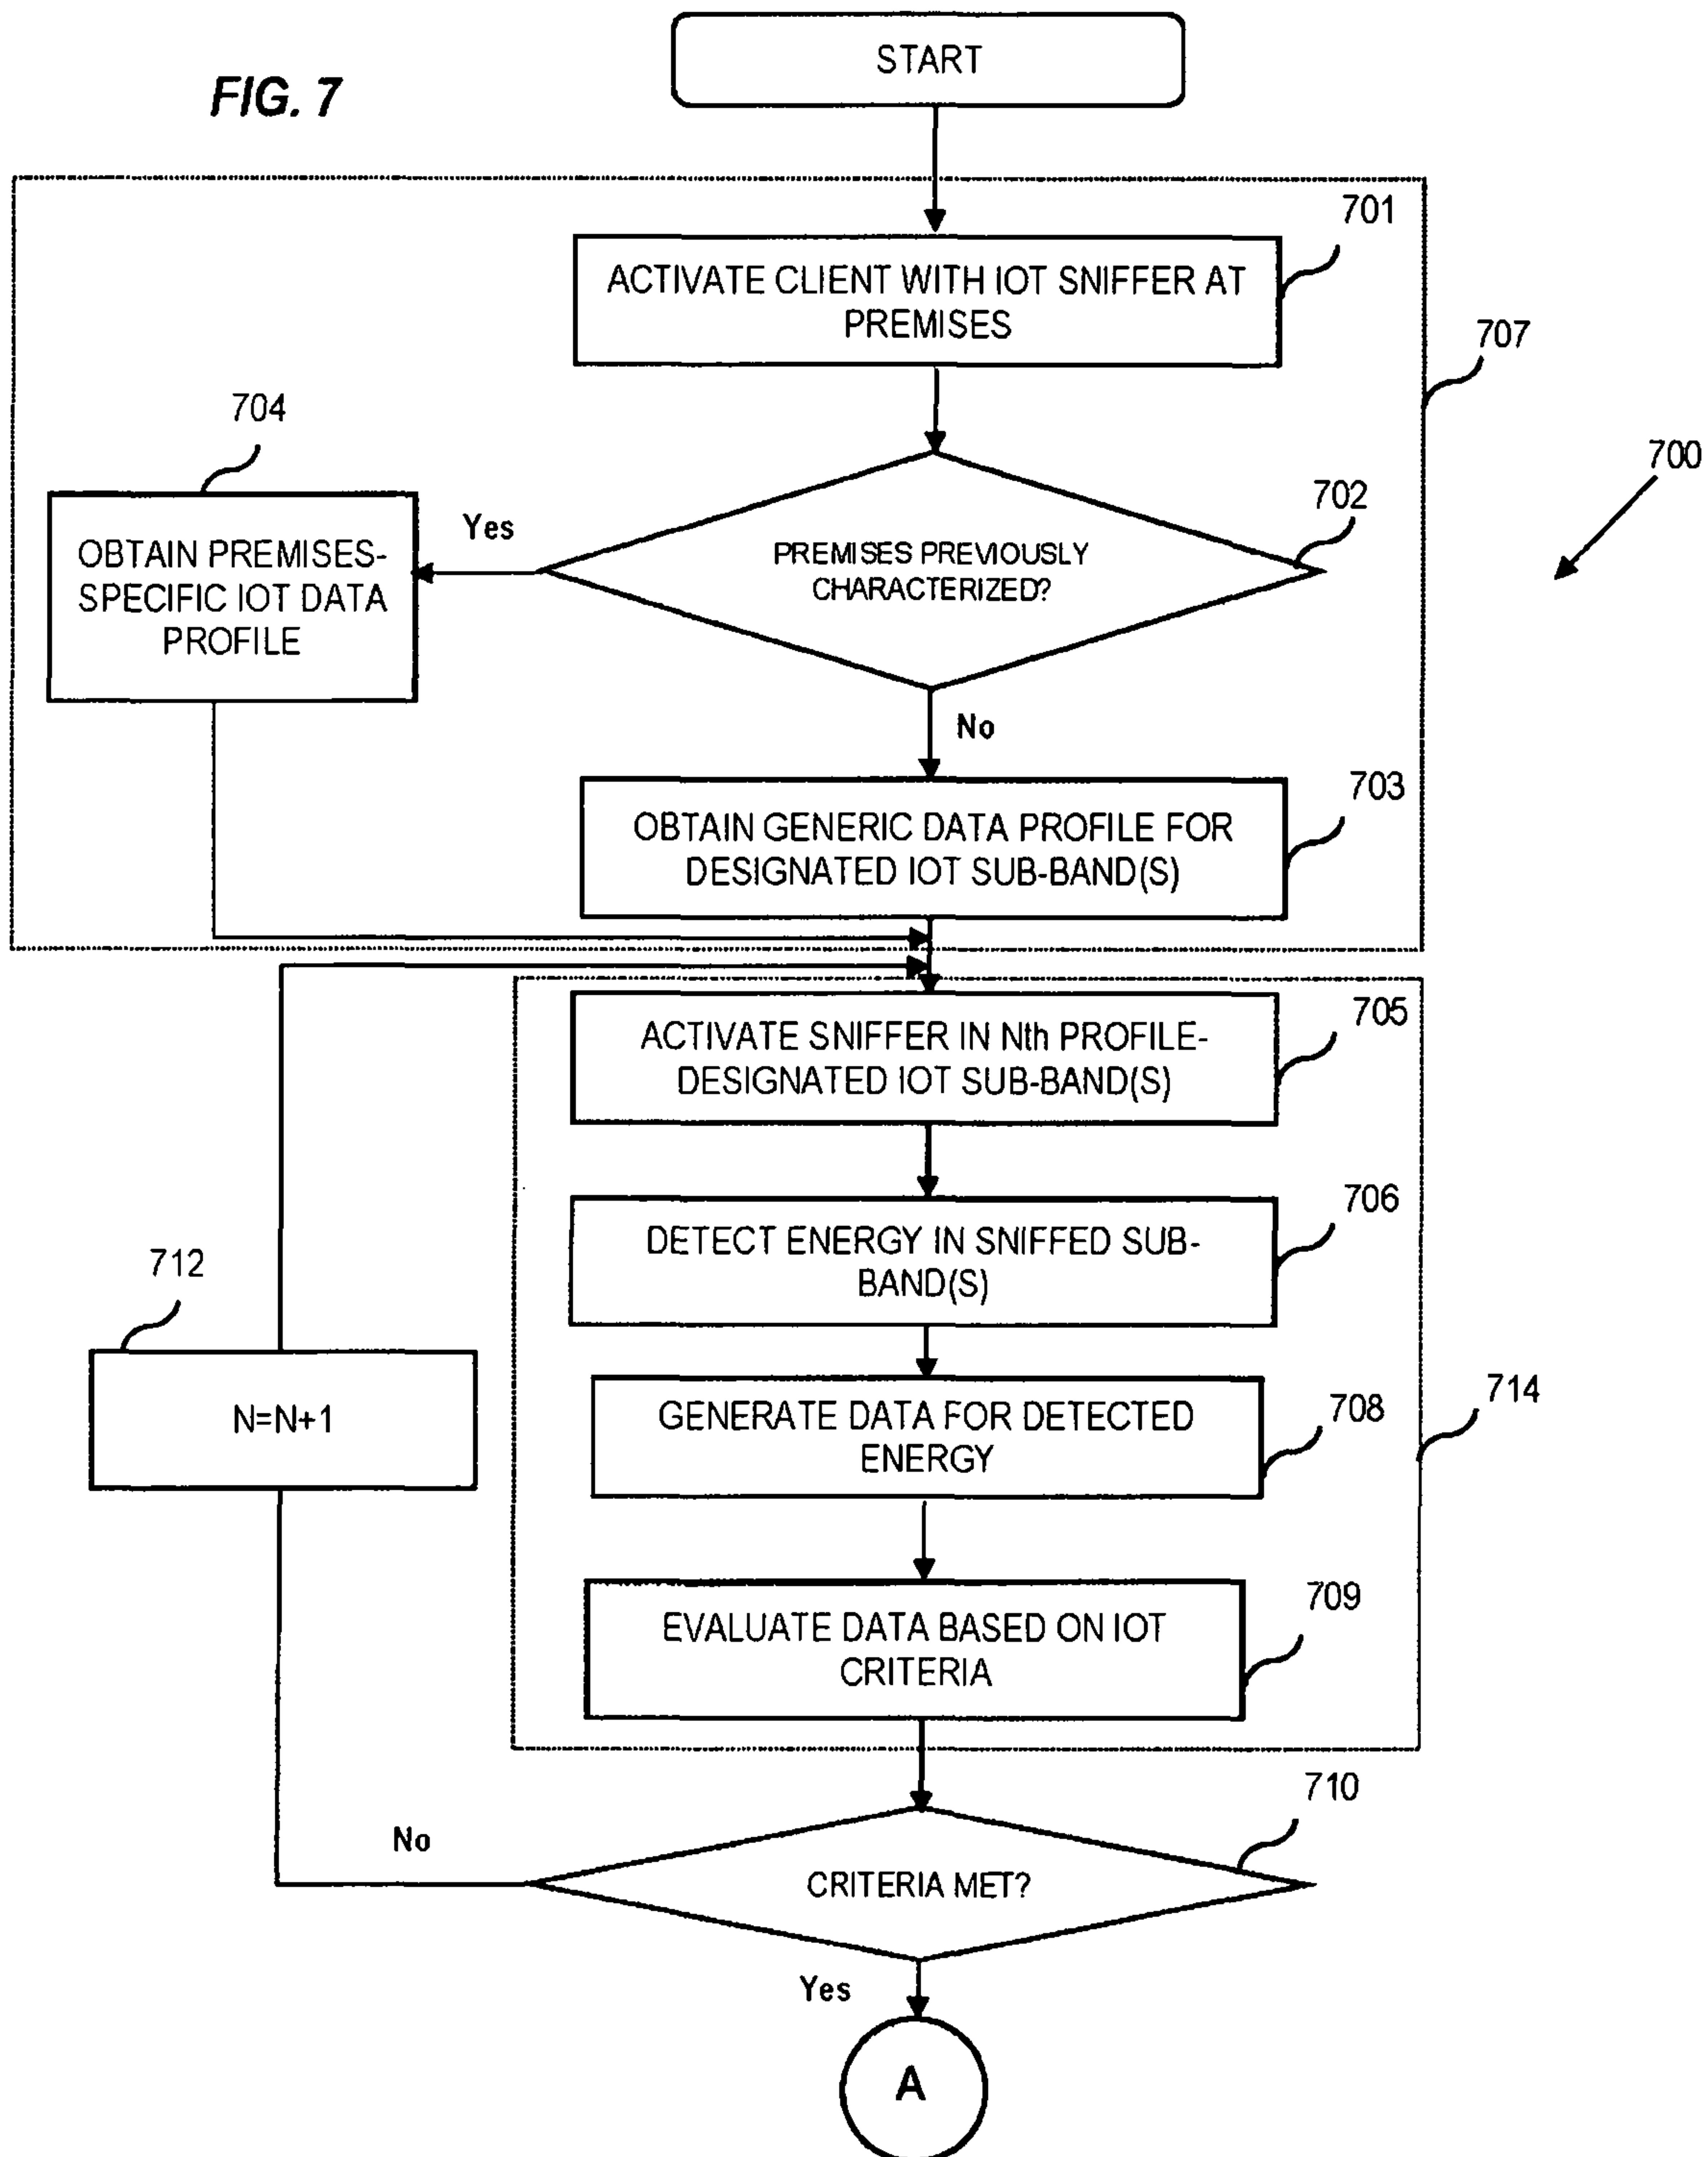 FIG. 7
START
701
ACTIVATE CLIENT WITH IOT SNIFFER AT
PREMISES
707
704
700
702
Yes
PREMISES PREVIOUSLY
CHARACTERIZED?
OBTAIN PREMISES-
SPECIFIC IOT DATA
PROFILE
No
703
OBTAIN GENERIC DATA PROFILE FOR
DESIGNATED IOT SUB-BAND(S)
705
ACTIVATE SNIFFER IN Nth PROFILE-
DESIGNATED IOT SUB-BAND(S)
706
DETECT ENERGY IN SNIFFED SUB-
BAND(S)
712
N=N+1
714
708
GENERATE DATA FOR DETECTED
ENERGY
709
EVALUATE DATA BASED ON IOT
CRITERIA
710
No
CRITERIA MET?
Yes
A